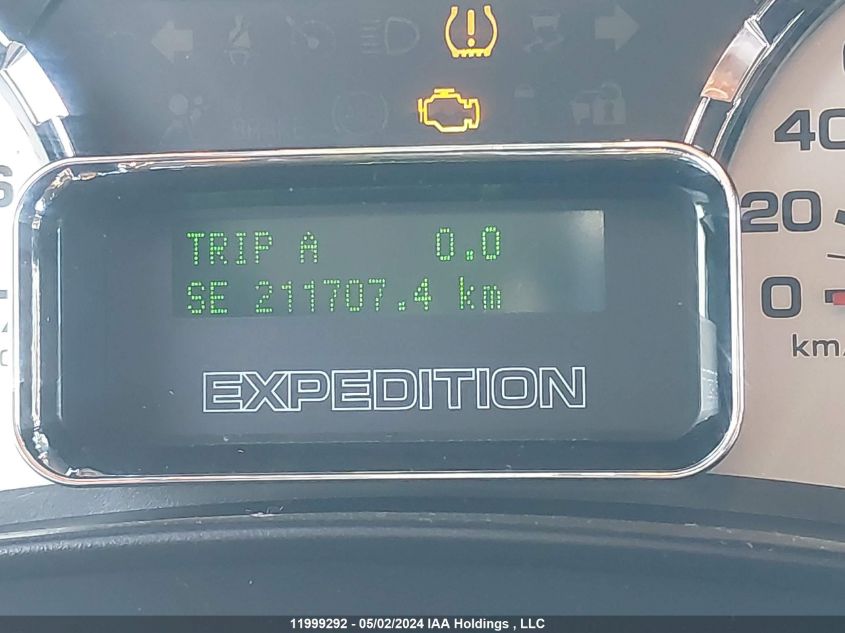 TRIP A 0.0
SE 211707.4 km
EXPEDITION
40
20
0
km/
11999292 - 05/02/2024 IAA Holdings , LLC